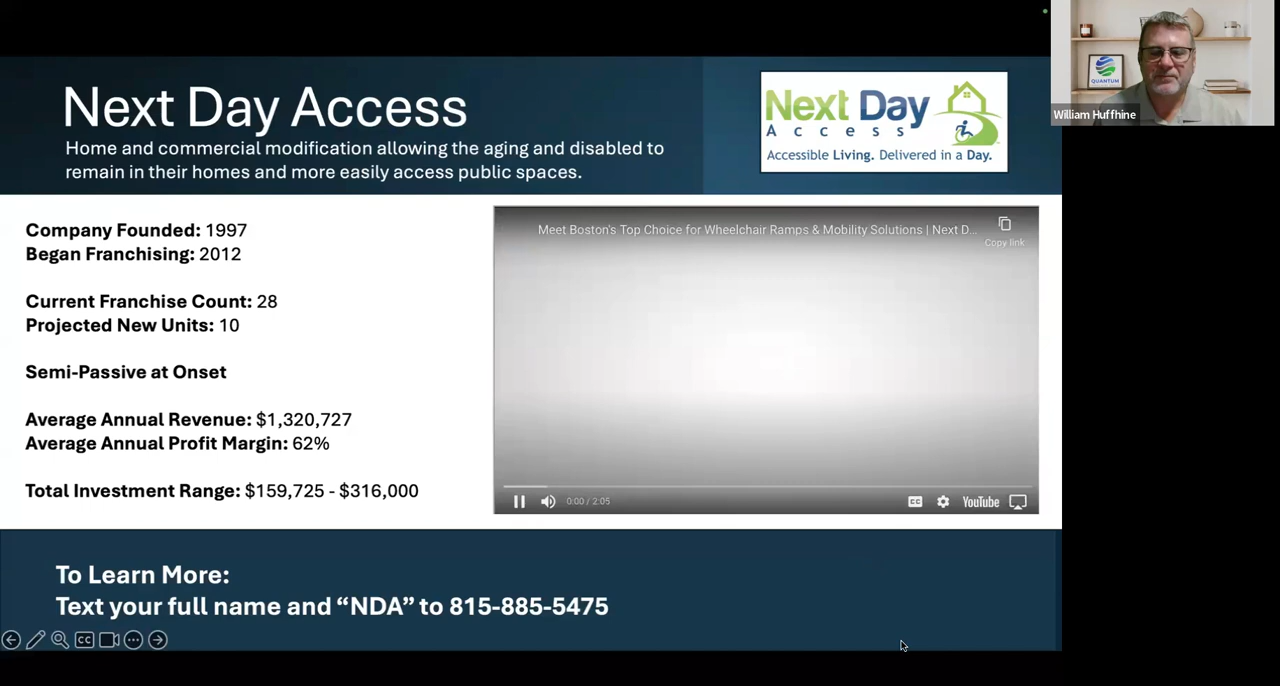 Next Day Access
Home and commercial modification allowing the aging and disabled to
remain in their homes and more easily access public spaces.
Next Day
Access
Accessible Living. Delivered in a Day.
QUANTUM
William Huffhine
Company Founded: 1997
Began Franchising: 2012
Current Franchise Count: 28
Projected New Units: 10
Semi-Passive at Onset
Average Annual Revenue: $1,320,727
Average Annual Profit Margin: 62%
Total Investment Range: $159,725 - $316,000
Meet Boston's Top Choice for Wheelchair Ramps & Mobility Solutions | Next D...
Copy link
0:00 / 2:05
CC
YouTube
To Learn More:
Text your full name and “NDA” to 815-885-5475
CC